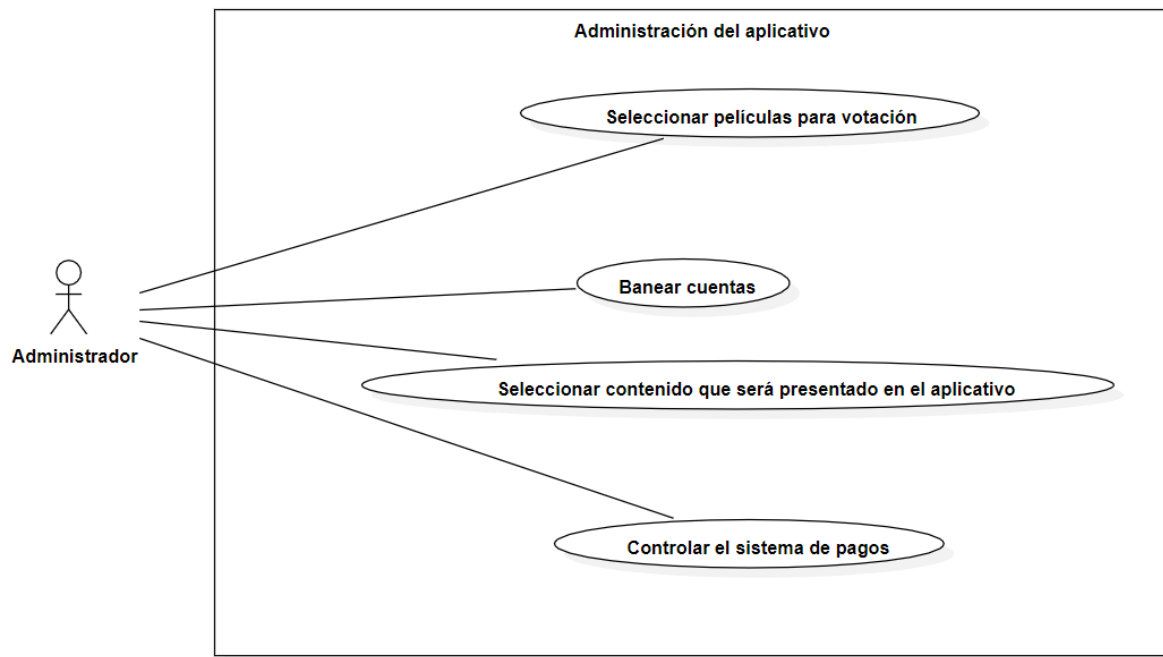 Administración del aplicativo
Seleccionar películas para votación
Banear cuentas
Administrador
Seleccionar contenido que será presentado en el aplicativo
Controlar el sistema de pagos